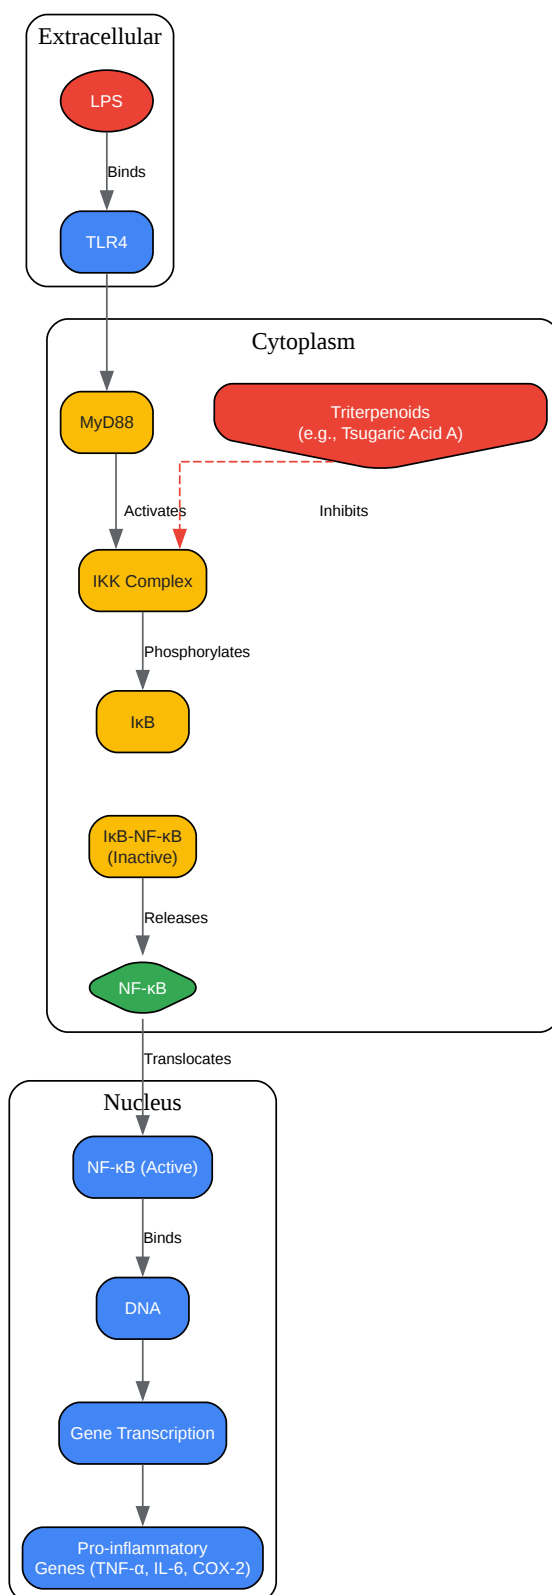 Extracellular
LPS
Binds
TLR4
Cytoplasm
MyD88
Triterpenoids
(e.g., Tsugaric Acid A)
Activates
Inhibits
IKK Complex
Phosphorylates
IκB
IκB-NF-κB
(Inactive)
Releases
NF-κB
Translocates
Nucleus
NF-κB (Active)
Binds
DNA
Gene Transcription
Pro-inflammatory
Genes (TNF-α, IL-6, COX-2)